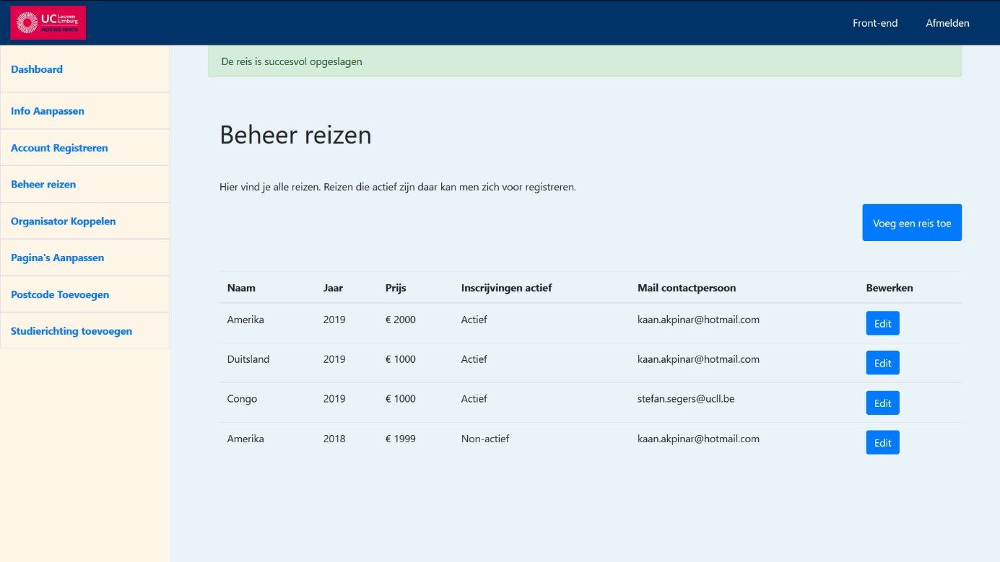 UC Leuven Limburg
MOVING MINDS
Front-end
Afmelden
Dashboard
Info Aanpassen
Account Registreren
Beheer reizen
Organisator Koppelen
Pagina's Aanpassen
Postcode Toevoegen
Studierichting toevoegen
De reis is succesvol opgeslagen
Beheer reizen
Hier vind je alle reizen. Reizen die actief zijn daar kan men zich voor registreren.
Voeg een reis toe
Naam Jaar Prijs Inscrijvingen actief Mail contactpersoon Bewerken
Amerika 2019 € 2000 Actief kaan.akpinar@hotmail.com Edit
Duitsland 2019 € 1000 Actief kaan.akpinar@hotmail.com Edit
Congo 2019 € 1000 Actief stefan.segers@ucll.be Edit
Amerika 2018 € 1999 Non-actief kaan.akpinar@hotmail.com Edit